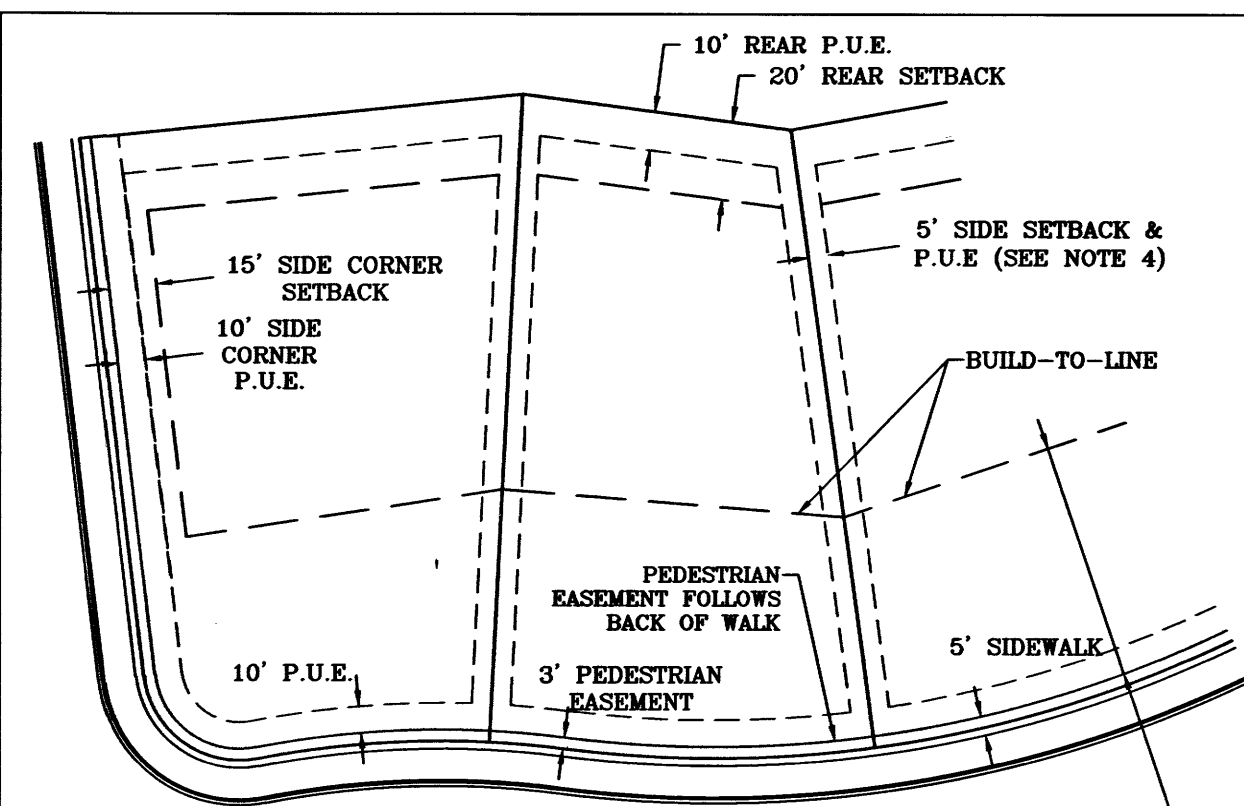 10' REAR P.U.E.
20' REAR SETBACK
5' SIDE SETBACK &
P.U.E (SEE NOTE 4)
15' SIDE CORNER
SETBACK
10' SIDE
CORNER
P.U.E.
BUILD-TO-LINE
PEDESTRIAN
EASEMENT FOLLOWS
BACK OF WALK
5' SIDEWALK
10' P.U.E.
3' PEDESTRIAN
EASEMENT